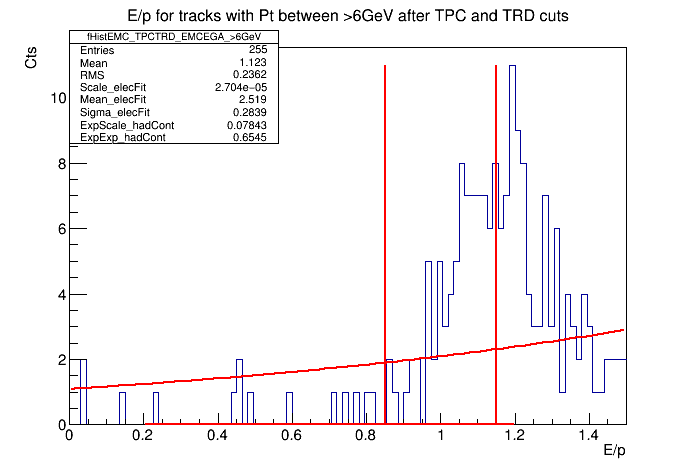 E/p for tracks with Pt between >6GeV after TPC and TRD cuts
fHistEMC_TPCTRD_EMCEGA_>6GeV
Entries 255
Mean 1.123
RMS 0.2362
Scale_elecFit 2.704e−05
Mean_elecFit 2.519
Sigma_elecFit 0.2839
ExpScale_hadCont 0.07843
ExpExp_hadCont 0.6545
Cts
10
8
6
4
2
0
0 0.2 0.4 0.6 0.8 1 1.2 1.4
E/p